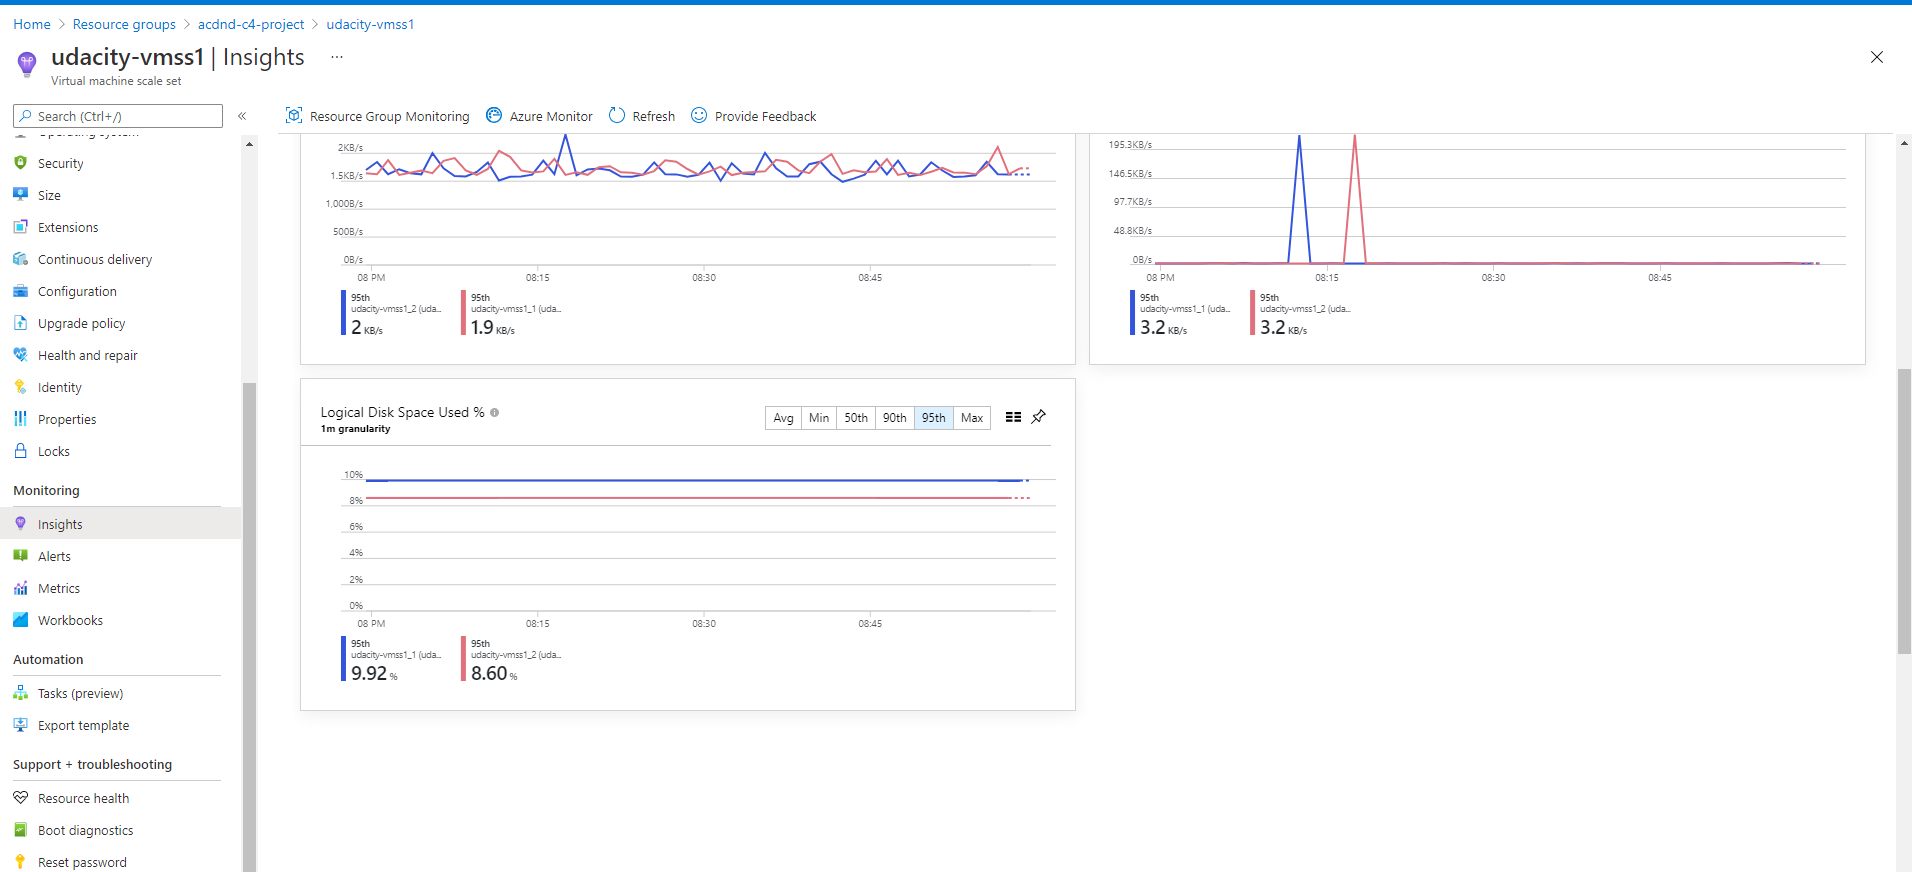 Home > Resource groups > acdnd-c4-project > udacity-vmss1
udacity-vmss1 | Insights ...
Virtual machine scale set
Search (Ctrl+/)
«
Resource Group Monitoring
Azure Monitor
Refresh
Provide Feedback
Operating system
Security
Size
Extensions
Continuous delivery
Configuration
Upgrade policy
Health and repair
Identity
Properties
Locks
Monitoring
Insights
Alerts
Metrics
Workbooks
Automation
Tasks (preview)
Export template
Support + troubleshooting
Resource health
Boot diagnostics
Reset password
2KB/s
1.5KB/s
1,000B/s
500B/s
0B/s
08 PM 08:15 08:30 08:45
95th
udacity-vmss1_2 (uda...
2 KB/s
95th
udacity-vmss1_1 (uda...
1.9 KB/s
195.3KB/s
146.5KB/s
97.7KB/s
48.8KB/s
0B/s
08 PM 08:15 08:30 08:45
95th
udacity-vmss1_1 (uda...
3.2 KB/s
95th
udacity-vmss1_2 (uda...
3.2 KB/s
Logical Disk Space Used %
1m granularity
Avg Min 50th 90th 95th Max
10%
8%
6%
4%
2%
0%
08 PM 08:15 08:30 08:45
95th
udacity-vmss1_1 (uda...
9.92 %
95th
udacity-vmss1_2 (uda...
8.60 %